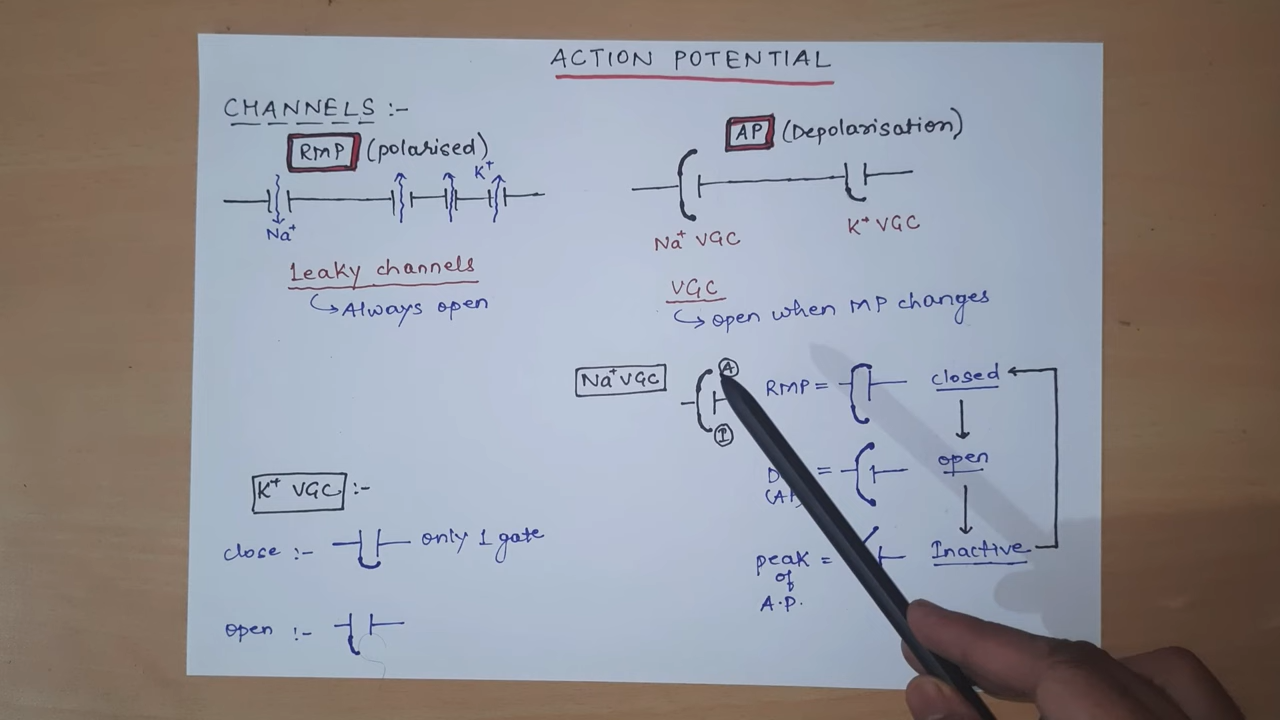 ACTION POTENTIAL
CHANNELS :-
RMP (polarised)
K+
Na+
Leaky channels
Always open
AP (Depolarisation)
Na+ VGC
K+ VGC
VGC
open when MP changes
Na+ VGC
A
I
RMP = closed
= open
peak = Inactive
of
A.P.
K+ VGC :-
close :- only 1 gate
open :-